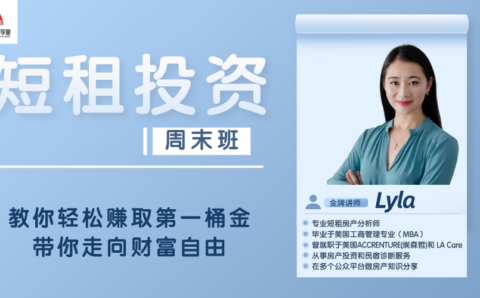 短租投资
周末班
教你轻松赚取第一桶金
带你走向财富自由
金牌讲师 Lyla
专业短租房产分析师
毕业于美国工商管理专业（MBA）
曾就职于美国ACCRENTURE(埃森哲)和 LA Care
从事房产投资和民宿诊断服务
在多个公众平台做房产知识分享